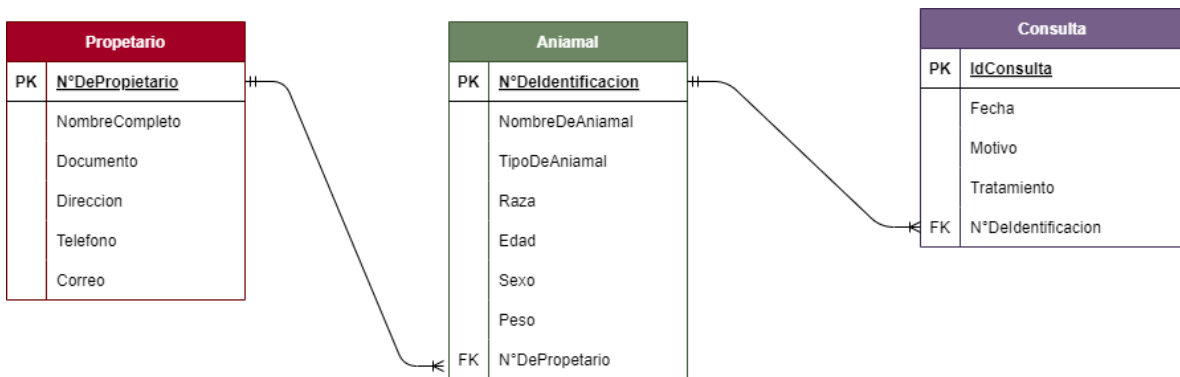 Propetario
PK N°DePropietario
NombreCompleto
Documento
Direccion
Telefono
Correo
Aniamal
PK N°DeIdentificacion
NombreDeAniamal
TipoDeAniamal
Raza
Edad
Sexo
Peso
FK N°DePropetario
Consulta
PK IdConsulta
Fecha
Motivo
Tratamiento
FK N°DeIdentificacion